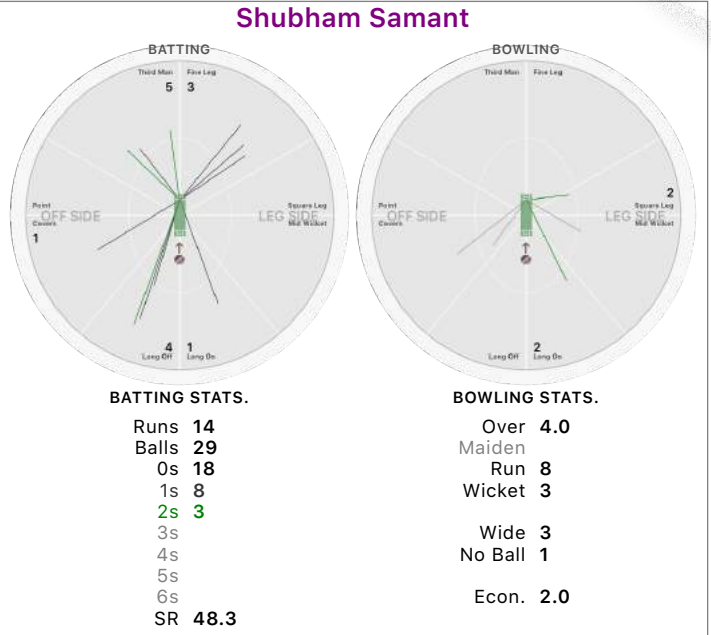 Shubham Samant
BATTING
Third Man Fine Leg
5 3
Point
OFF SIDE
Covers
1
Square Leg
LEG SIDE
Mid Wicket
4 1
Long Off Long On
BOWLING
Third Man Fine Leg
2
Point
OFF SIDE
Covers
Square Leg
LEG SIDE
Mid Wicket
2
Long Off Long On
BATTING STATS.
Runs 14
Balls 29
0s 18
1s 8
2s 3
3s
4s
5s
6s
SR 48.3
BOWLING STATS.
Over 4.0
Maiden
Run 8
Wicket 3
Wide 3
No Ball 1
Econ. 2.0